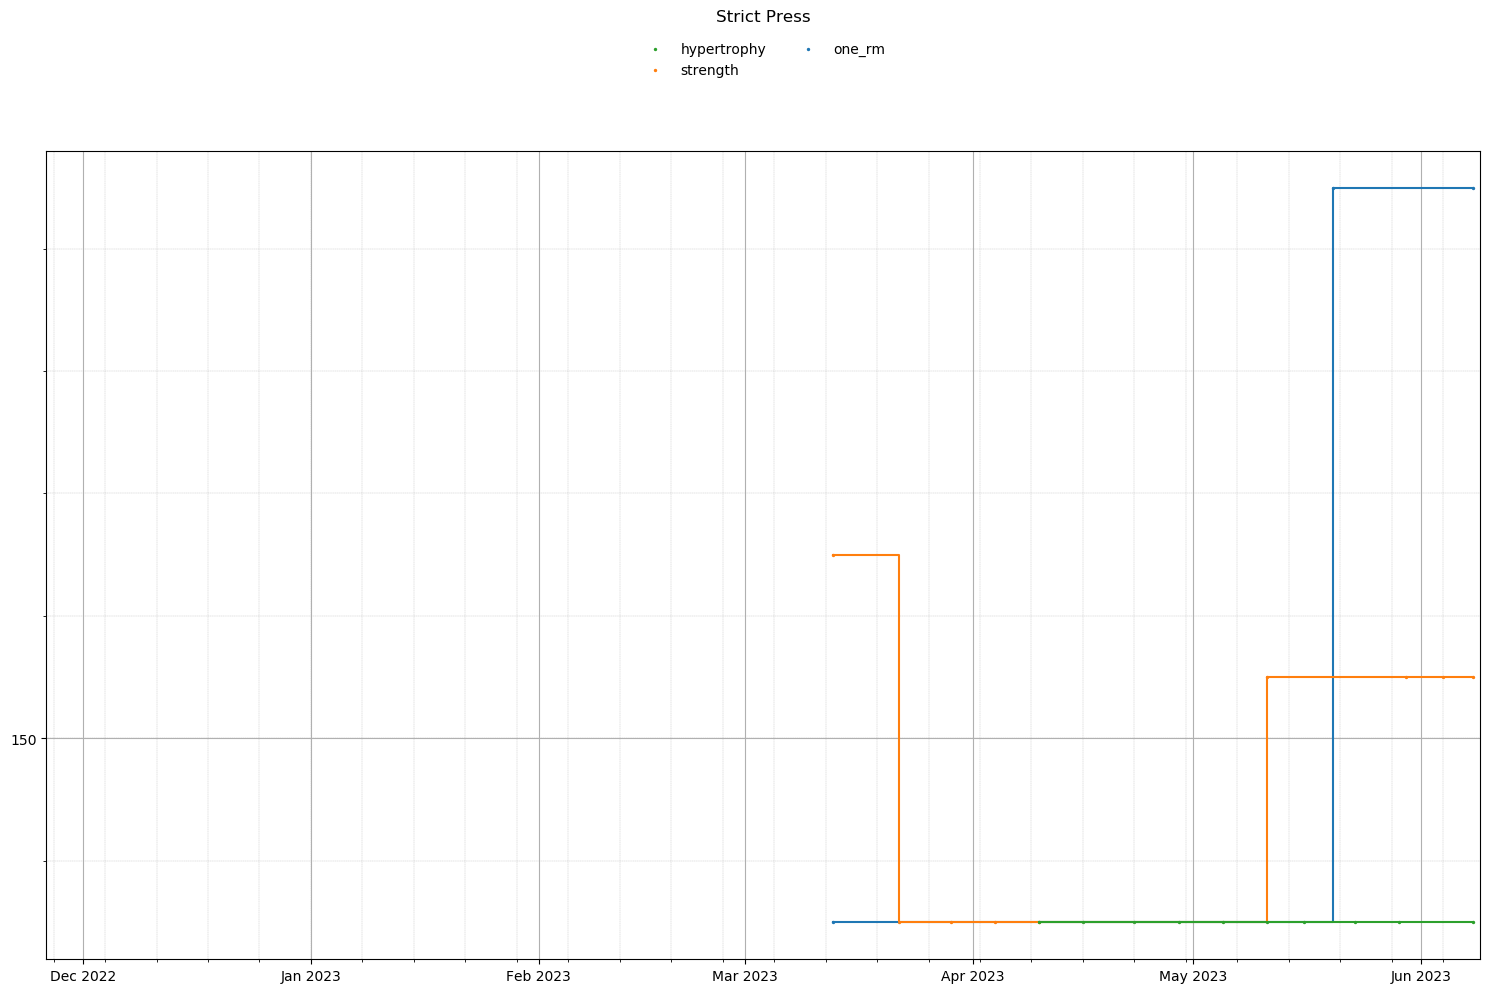 Strict Press
hypertrophy
strength
one_rm
150
Dec 2022
Jan 2023
Feb 2023
Mar 2023
Apr 2023
May 2023
Jun 2023